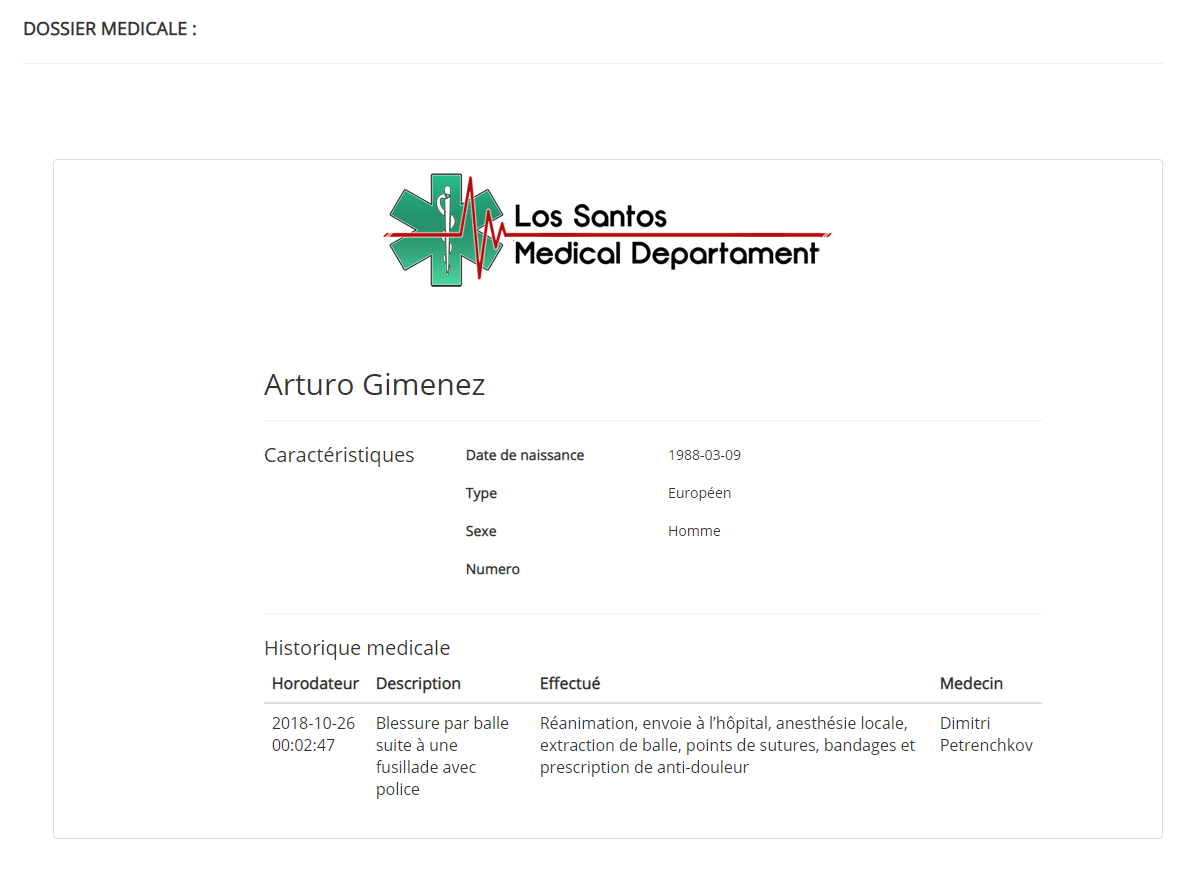 DOSSIER MEDICALE :
Los Santos
Medical Departament
Arturo Gimenez
Caractéristiques
Date de naissance 1988-03-09
Type Européen
Sexe Homme
Numero
Historique medicale
Horodateur Description Effectué Medecin
2018-10-26 Blessure par balle Réanimation, envoie à l’hôpital, anesthésie locale, Dimitri
00:02:47 suite à une extraction de balle, points de sutures, bandages et Petrenchkov
fusillade avec prescription de anti-douleur
police